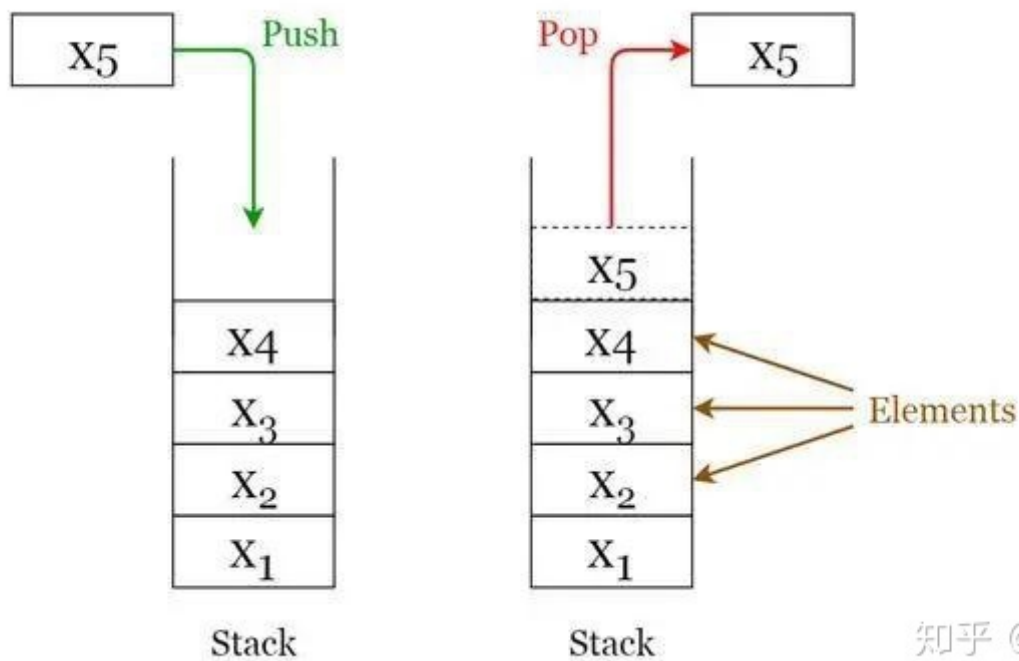 X5
Push
Pop
X5
X5
X4
X4
X3
X3
Elements
X2
X2
X1
X1
Stack
Stack
知乎 @